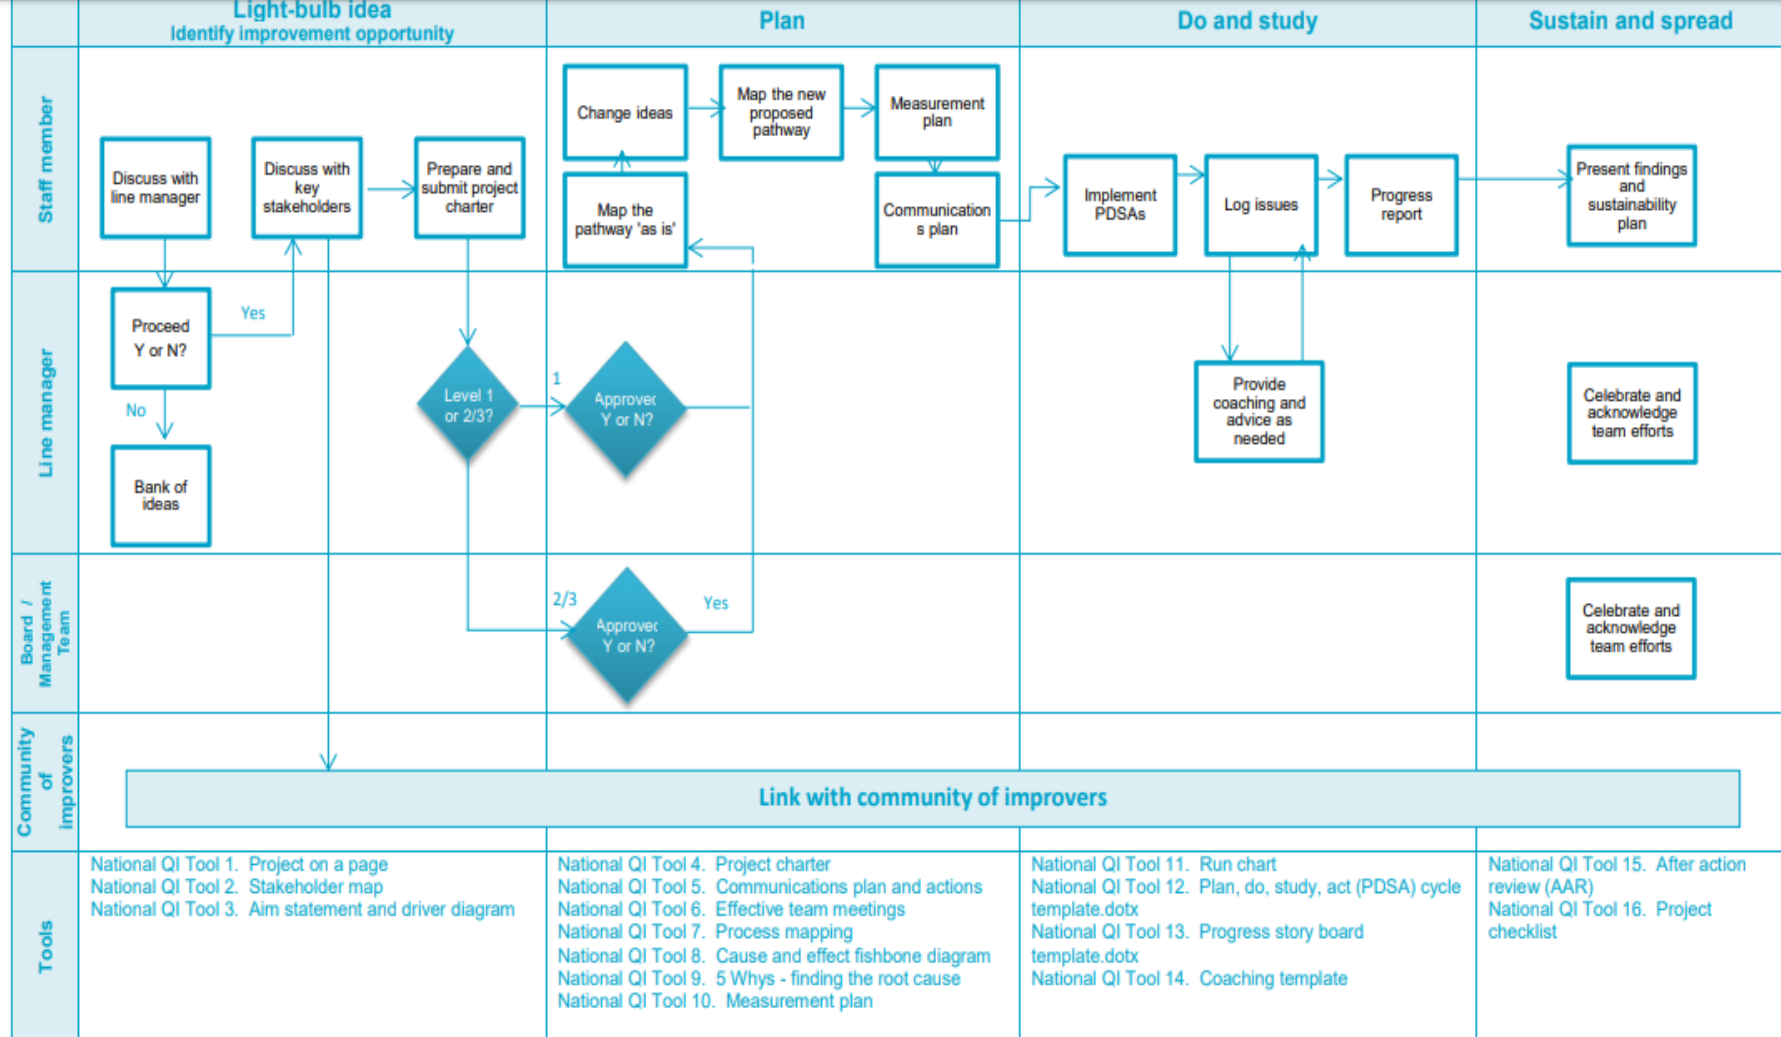 Light-bulb idea
Identify improvement opportunity
Plan
Do and study
Sustain and spread
Staff member
Discuss with
line manager
Discuss with
key
stakeholders
Prepare and
submit project
charter
Change ideas
Map the new
proposed
pathway
Measurement
plan
Map the
pathway 'as is'
Communication
s plan
Implement
PDSAs
Log issues
Progress
report
Present findings
and
sustainability
plan
Line manager
Proceed
Y or N?
Yes
No
Bank of
ideas
Level 1
or 2/3?
1
Approved
Y or N?
Provide
coaching and
advice as
needed
Celebrate and
acknowledge
team efforts
Board /
Management
Team
2/3
Approved
Y or N?
Yes
Celebrate and
acknowledge
team efforts
Community
of
improvers
Link with community of improvers
Tools
National QI Tool 1. Project on a page
National QI Tool 2. Stakeholder map
National QI Tool 3. Aim statement and driver diagram
National QI Tool 4. Project charter
National QI Tool 5. Communications plan and actions
National QI Tool 6. Effective team meetings
National QI Tool 7. Process mapping
National QI Tool 8. Cause and effect fishbone diagram
National QI Tool 9. 5 Whys - finding the root cause
National QI Tool 10. Measurement plan
National QI Tool 11. Run chart
National QI Tool 12. Plan, do, study, act (PDSA) cycle
template.dotx
National QI Tool 13. Progress story board
template.dotx
National QI Tool 14. Coaching template
National QI Tool 15. After action
review (AAR)
National QI Tool 16. Project
checklist